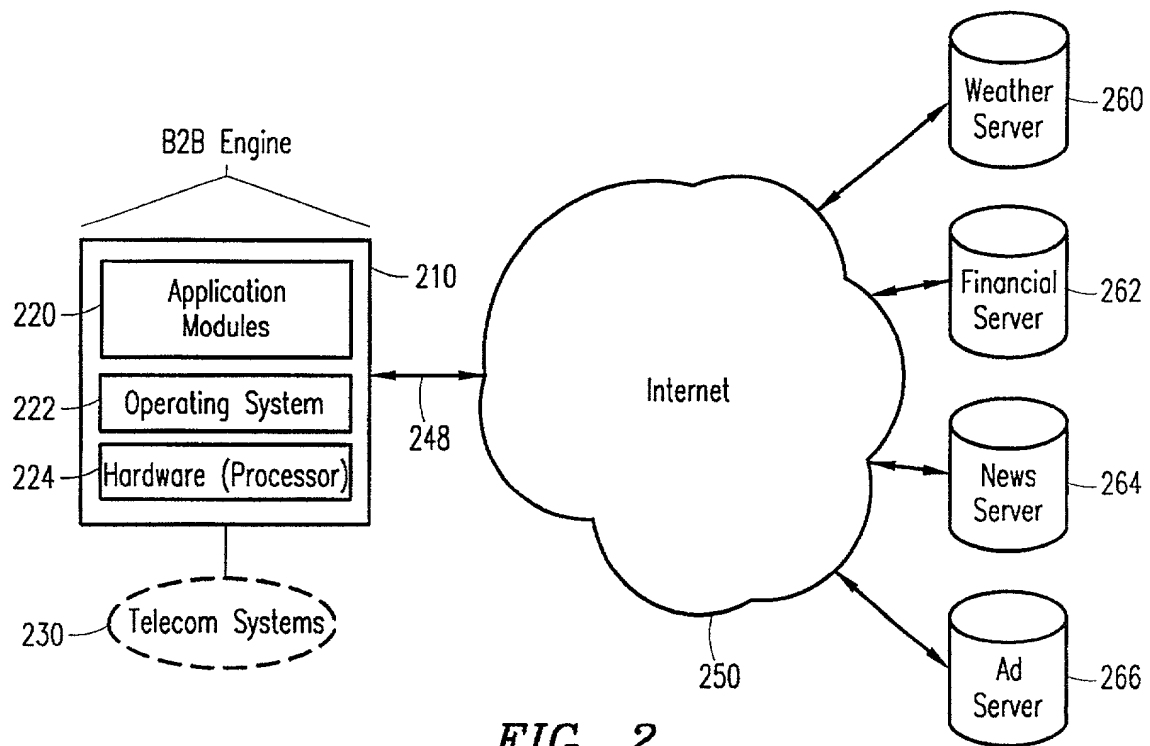 B2B Engine
210
220
Application
Modules
222
Operating System
224
Hardware (Processor)
248
230
Telecom Systems
Internet
250
Weather
Server
260
Financial
Server
262
News
Server
264
Ad
Server
266
FIG. 2